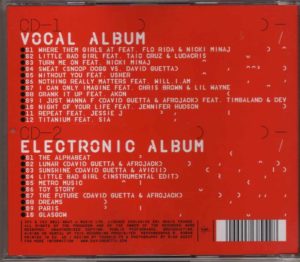 CD-1
VOCAL ALBUM
01 WHERE THEM GIRLS AT FEAT. FLO RIDA & NICKI MINAJ
02 LITTLE BAD GIRL FEAT. TAIO CRUZ & LUDACRIS
03 TURN ME ON FEAT. NICKI MINAJ
04 SWEAT (SNOOP DOGG VS. DAVID GUETTA)
05 WITHOUT YOU FEAT. USHER
06 NOTHING REALLY MATTERS FEAT. WILL.I.AM
07 I CAN ONLY IMAGINE FEAT. CHRIS BROWN & LIL WAYNE
08 CRANK IT UP FEAT. AKON
09 I JUST WANNA F (DAVID GUETTA & AFROJACK) FEAT. TIMBALAND & DEV
10 NIGHT OF YOUR LIFE FEAT. JENNIFER HUDSON
11 REPEAT FEAT. JESSIE J
12 TITANIUM FEAT. SIA
CD-2
ELECTRONIC ALBUM
01 THE ALPHABEAT
02 LUNAR (DAVID GUETTA & AFROJACK)
03 SUNSHINE (DAVID GUETTA & AVICII)
04 LITTLE BAD GIRL (INSTRUMENTAL EDIT)
05 METRO MUSIC
06 TOY STORY
07 THE FUTURE (DAVID GUETTA & AFROJACK)
08 DREAMS
09 PARIS
10 GLASGOW